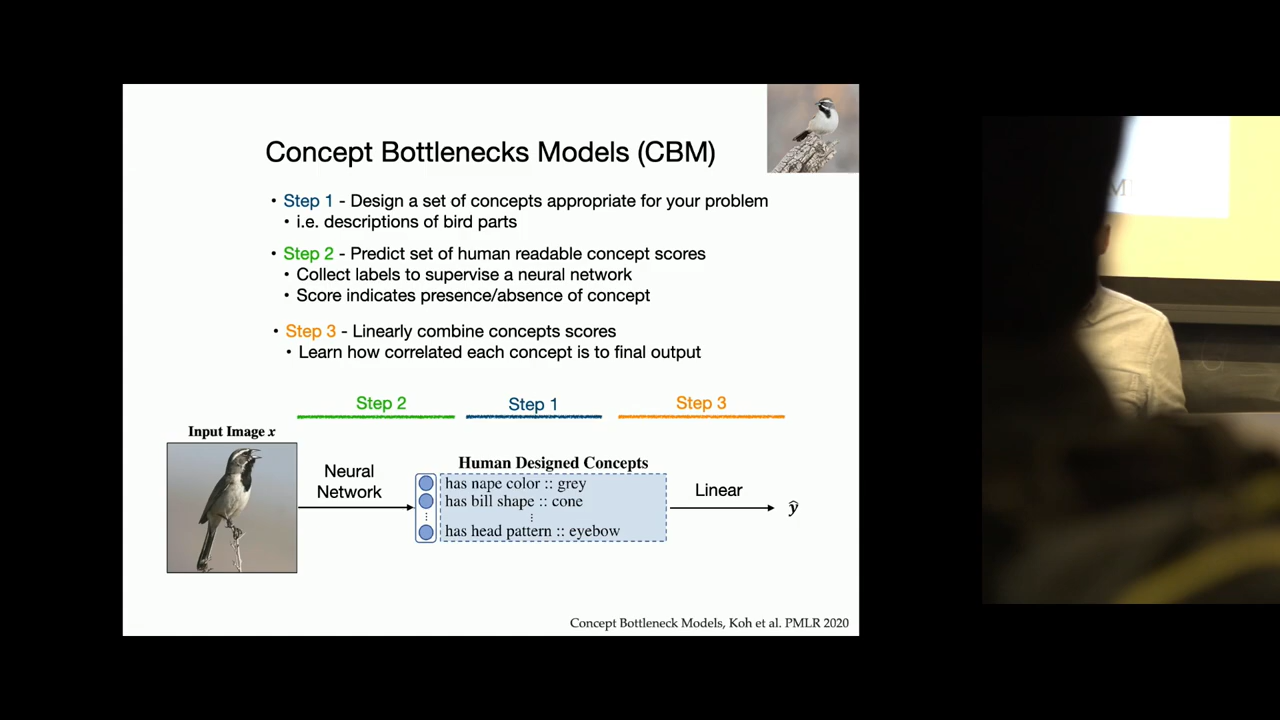 Concept Bottlenecks Models (CBM)
• Step 1 - Design a set of concepts appropriate for your problem
• i.e. descriptions of bird parts
• Step 2 - Predict set of human readable concept scores
• Collect labels to supervise a neural network
• Score indicates presence/absence of concept
• Step 3 - Linearly combine concepts scores
• Learn how correlated each concept is to final output
Step 2
Step 1
Step 3
Input Image x
Neural
Network
Human Designed Concepts
has nape color :: grey
has bill shape :: cone
⋮
has head pattern :: eyebow
Linear
ŷ
Concept Bottleneck Models, Koh et al. PMLR 2020